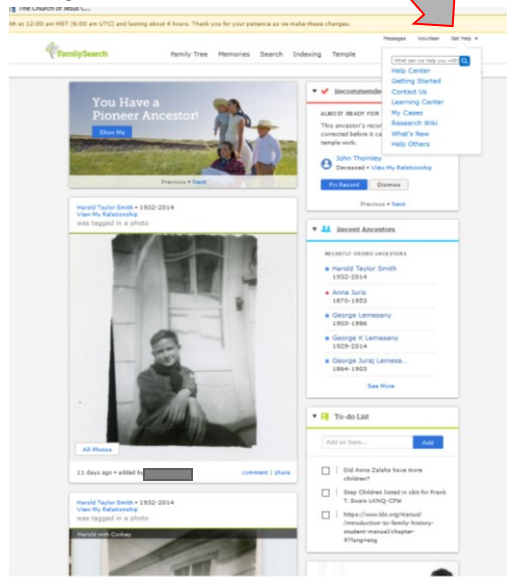 The Church of Jesus C...
at 12:00 am MST (6:00 am UTC) and lasting about 4 hours. Thank you for your patience as we make these changes.
Messages Volunteer Get Help
FamilySearch
Family Tree Memories Search Indexing Temple
What can we help you with?
Help Center
Getting Started
Contact Us
Learning Center
My Cases
Research Wiki
What's New
Help Others
You Have a
Pioneer Ancestor!
Show Me
Previous • Next
Recommende
ALMOST READY FOR
This ancestor's recor
corrected before it ca
temple work.
John Thornley
Deceased • View My Relationship
Fix Record Dismiss
Previous • Next
Harold Taylor Smith • 1932-2014
View My Relationship
was tagged in a photo
All Photos
11 days ago • added by
comment | share
Recent Ancestors
RECENTLY VIEWED ANCESTORS
Harold Taylor Smith
1932-2014
Anna Juris
1870-1953
George Lemesany
1903-1986
George K Lemesany
1929-2014
George Juraj Lemesa...
1864-1903
See More
To-do List
Add an Item... Add
Did Anna Zalaha have more
children?
Step Children listed in obt for Frank
T. Swain LKNQ-CFW
https://www.lds.org/manual
/introduction-to-family-history-
student-manual/chapter-
9?lang=eng
Harold Taylor Smith • 1932-2014
View My Relationship
was tagged in a photo
Harold with Corkey